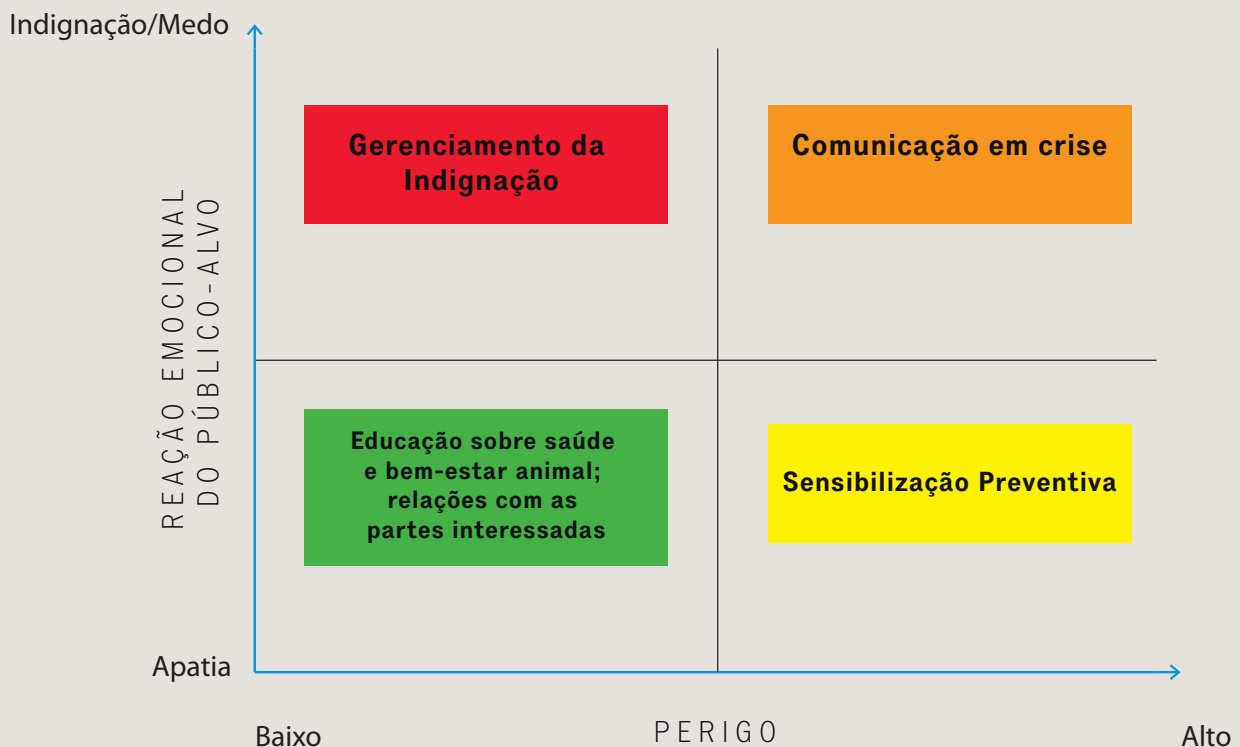 Indignação/Medo
Gerenciamento da
Indignação
Comunicação em crise
REAÇÃO EMOCIONAL
DO PÚBLICO-ALVO
Educação sobre saúde
e bem-estar animal;
relações com as
partes interessadas
Sensibilização Preventiva
Apatia
Baixo
PERIGO
Alto